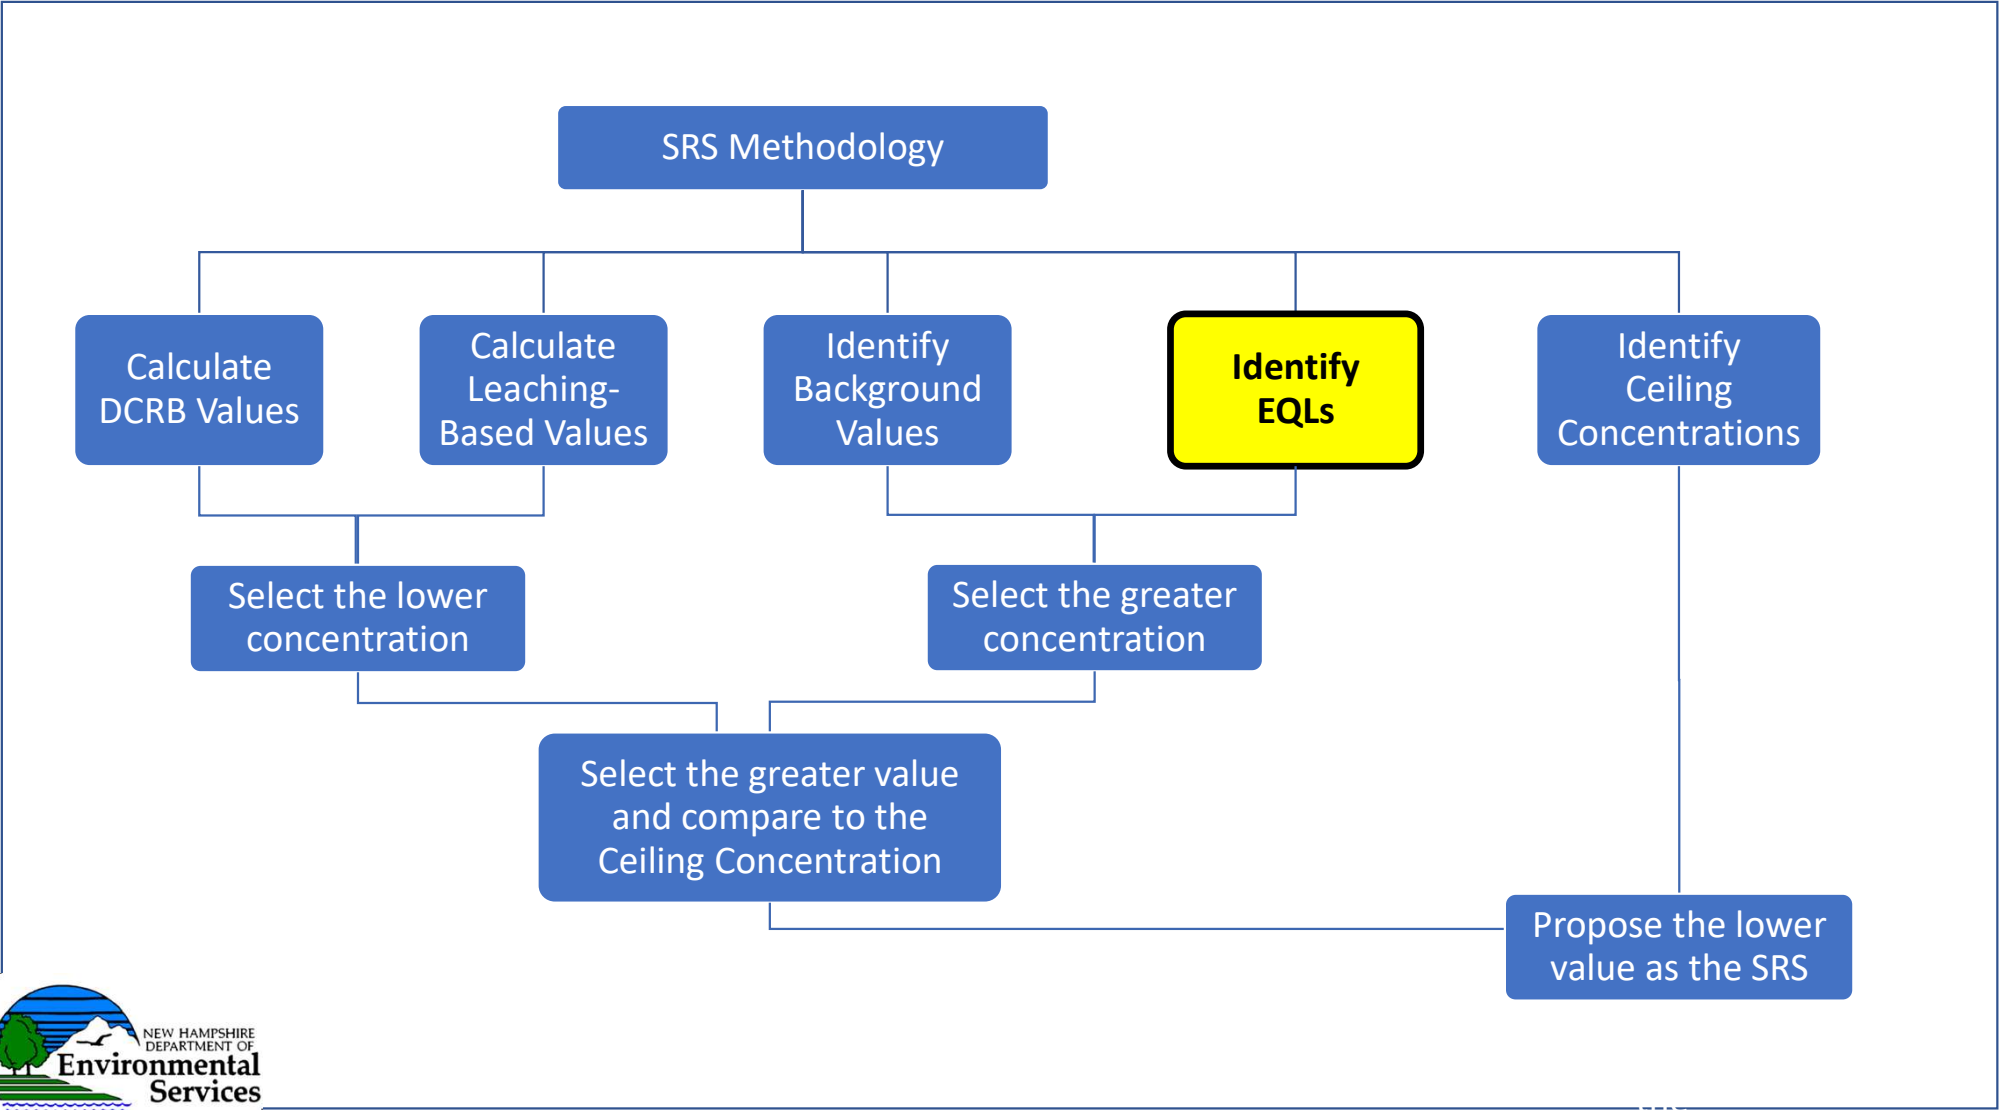 SRS Methodology
Calculate
DCRB Values
Calculate
Leaching-
Based Values
Identify
Background
Values
Identify
EQLs
Identify
Ceiling
Concentrations
Select the lower
concentration
Select the greater
concentration
Select the greater value
and compare to the
Ceiling Concentration
Propose the lower
value as the SRS
NEW HAMPSHIRE
DEPARTMENT OF
Environmental
Services